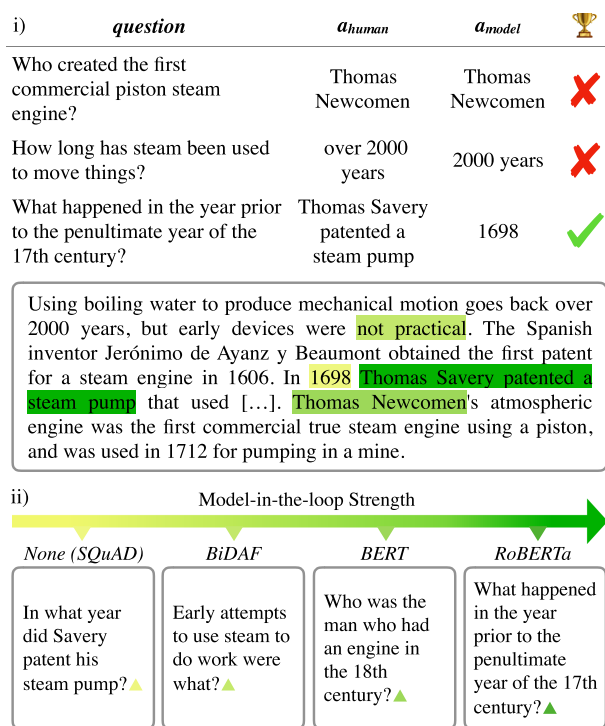 i) question a_human a_model
Who created the first
commercial piston steam
engine?
Thomas
Newcomen
Thomas
Newcomen
How long has steam been used
to move things?
over 2000
years
2000 years
What happened in the year prior
to the penultimate year of the
17th century?
Thomas Savery
patented a
steam pump
1698
Using boiling water to produce mechanical motion goes back over
2000 years, but early devices were not practical. The Spanish
inventor Jerónimo de Ayanz y Beaumont obtained the first patent
for a steam engine in 1606. In 1698 Thomas Savery patented a
steam pump that used […]. Thomas Newcomen's atmospheric
engine was the first commercial true steam engine using a piston,
and was used in 1712 for pumping in a mine.
ii) Model-in-the-loop Strength
None (SQuAD) BiDAF BERT RoBERTa
In what year
did Savery
patent his
steam pump?
Early attempts
to use steam to
do work were
what?
Who was the
man who had
an engine in
the 18th
century?
What happened
in the year
prior to the
penultimate
year of the 17th
century?